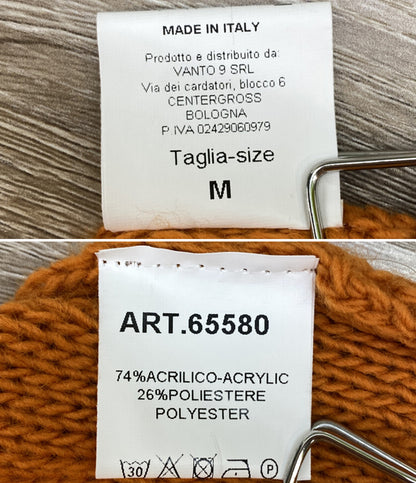 MADE IN ITALY
Prodotto e distribuito da:
VANTO 9 SRL
Via dei cardatori, blocco 6
CENTERGROSS
BOLOGNA
P.IVA 02429060979
Taglia-size
M
ART.65580
74%ACRILICO-ACRYLIC
26%POLIESTERE
POLYESTER
30 P